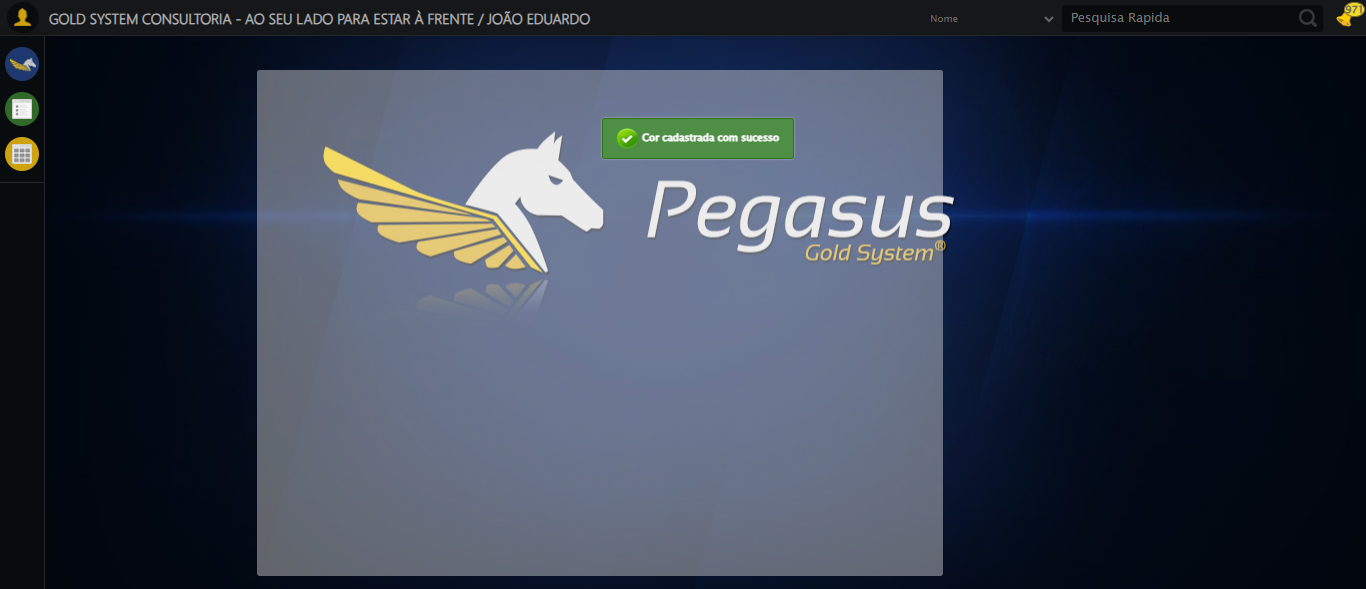 GOLD SYSTEM CONSULTORIA - AO SEU LADO PARA ESTAR À FRENTE / JOÃO EDUARDO
Nome
Pesquisa Rapida
971
Cor cadastrada com sucesso
Pegasus
Gold System®